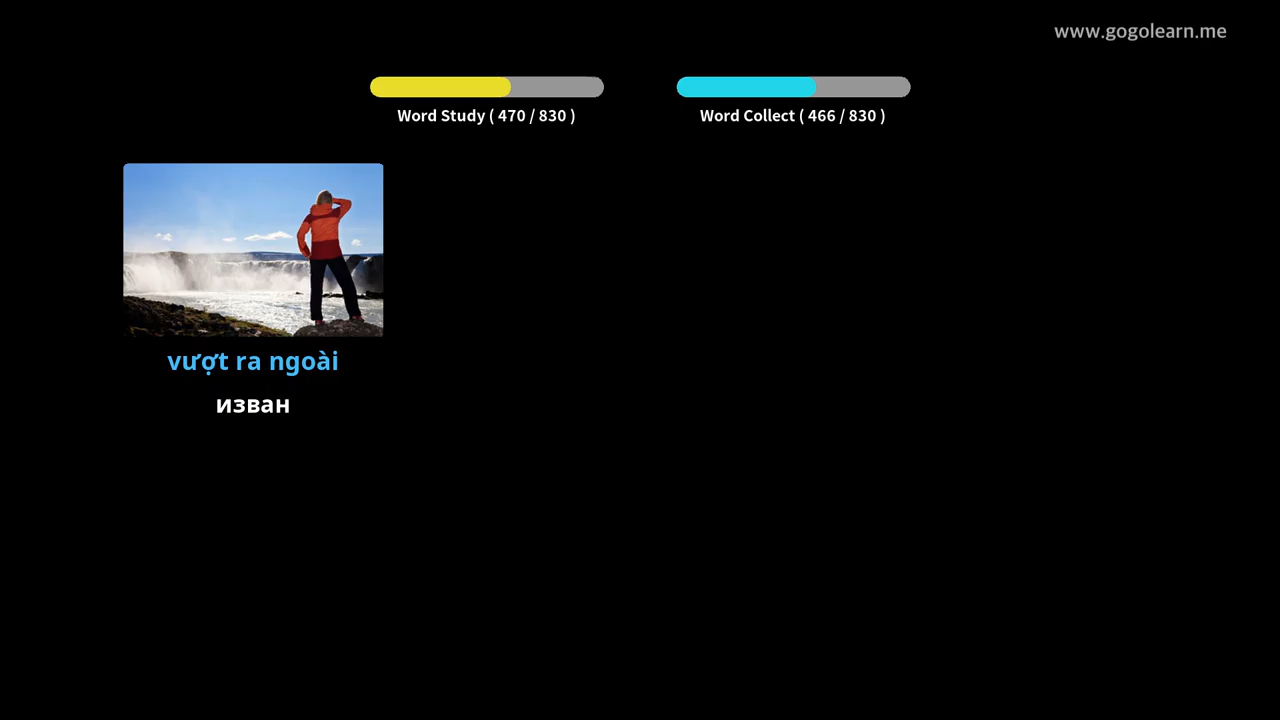 www.gogolearn.me
Word Study ( 470 / 830 )
Word Collect ( 466 / 830 )
vượt ra ngoài
изван